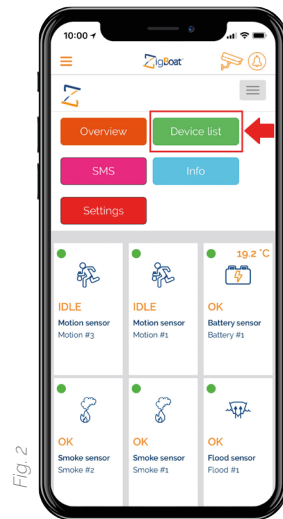 10:00
ZigBoat
Overview
Device list
SMS
Info
Settings
19.2 °C
IDLE
IDLE
OK
Motion sensor
Motion sensor
Battery sensor
Motion #3
Motion #1
Battery #1
OK
OK
OK
Smoke sensor
Smoke sensor
Flood sensor
Smoke #2
Smoke #1
Flood #1
Fig. 2